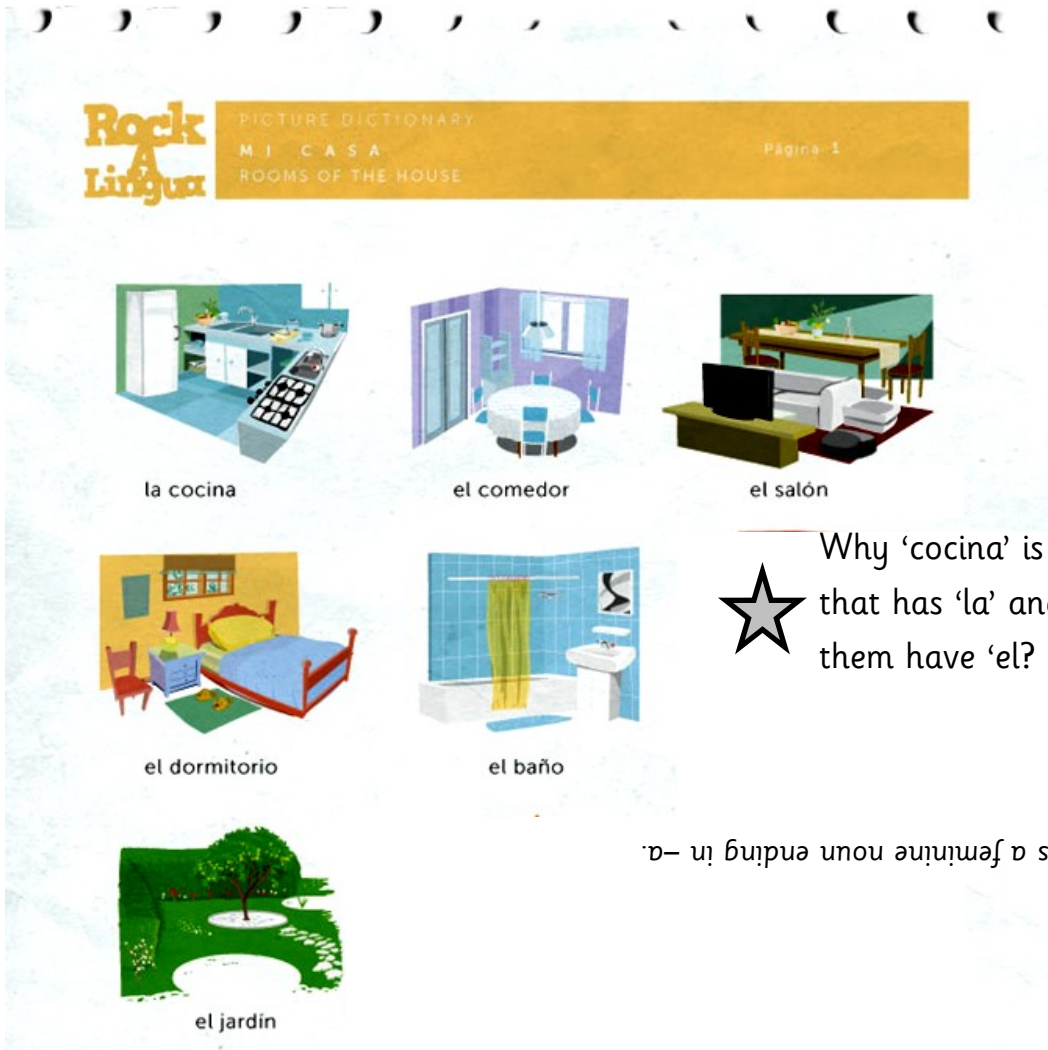 Rock
A
Lingua
PICTURE DICTIONARY
MI CASA
ROOMS OF THE HOUSE
Página 1
la cocina
el comedor
el salón
Why ‘cocina’ is
that has ‘la’ an
them have ‘el?
el dormitorio
el baño
s a feminine noun ending in –a.
el jardín